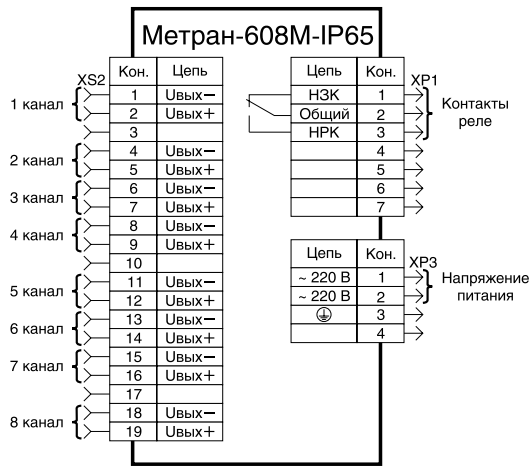 Метран-608М-IP65
XS2
Кон. Цепь
1 Uвых−
2 Uвых+
3
4 Uвых−
5 Uвых+
6 Uвых−
7 Uвых+
8 Uвых−
9 Uвых+
10
11 Uвых−
12 Uвых+
13 Uвых−
14 Uвых+
15 Uвых−
16 Uвых+
17
18 Uвых−
19 Uвых+
1 канал
2 канал
3 канал
4 канал
5 канал
6 канал
7 канал
8 канал
Цепь Кон.
XP1
НЗК 1
Общий 2
НРК 3
4
5
6
7
Контакты
реле
Цепь Кон.
XP3
~ 220 В 1
~ 220 В 2
3
4
Напряжение
питания